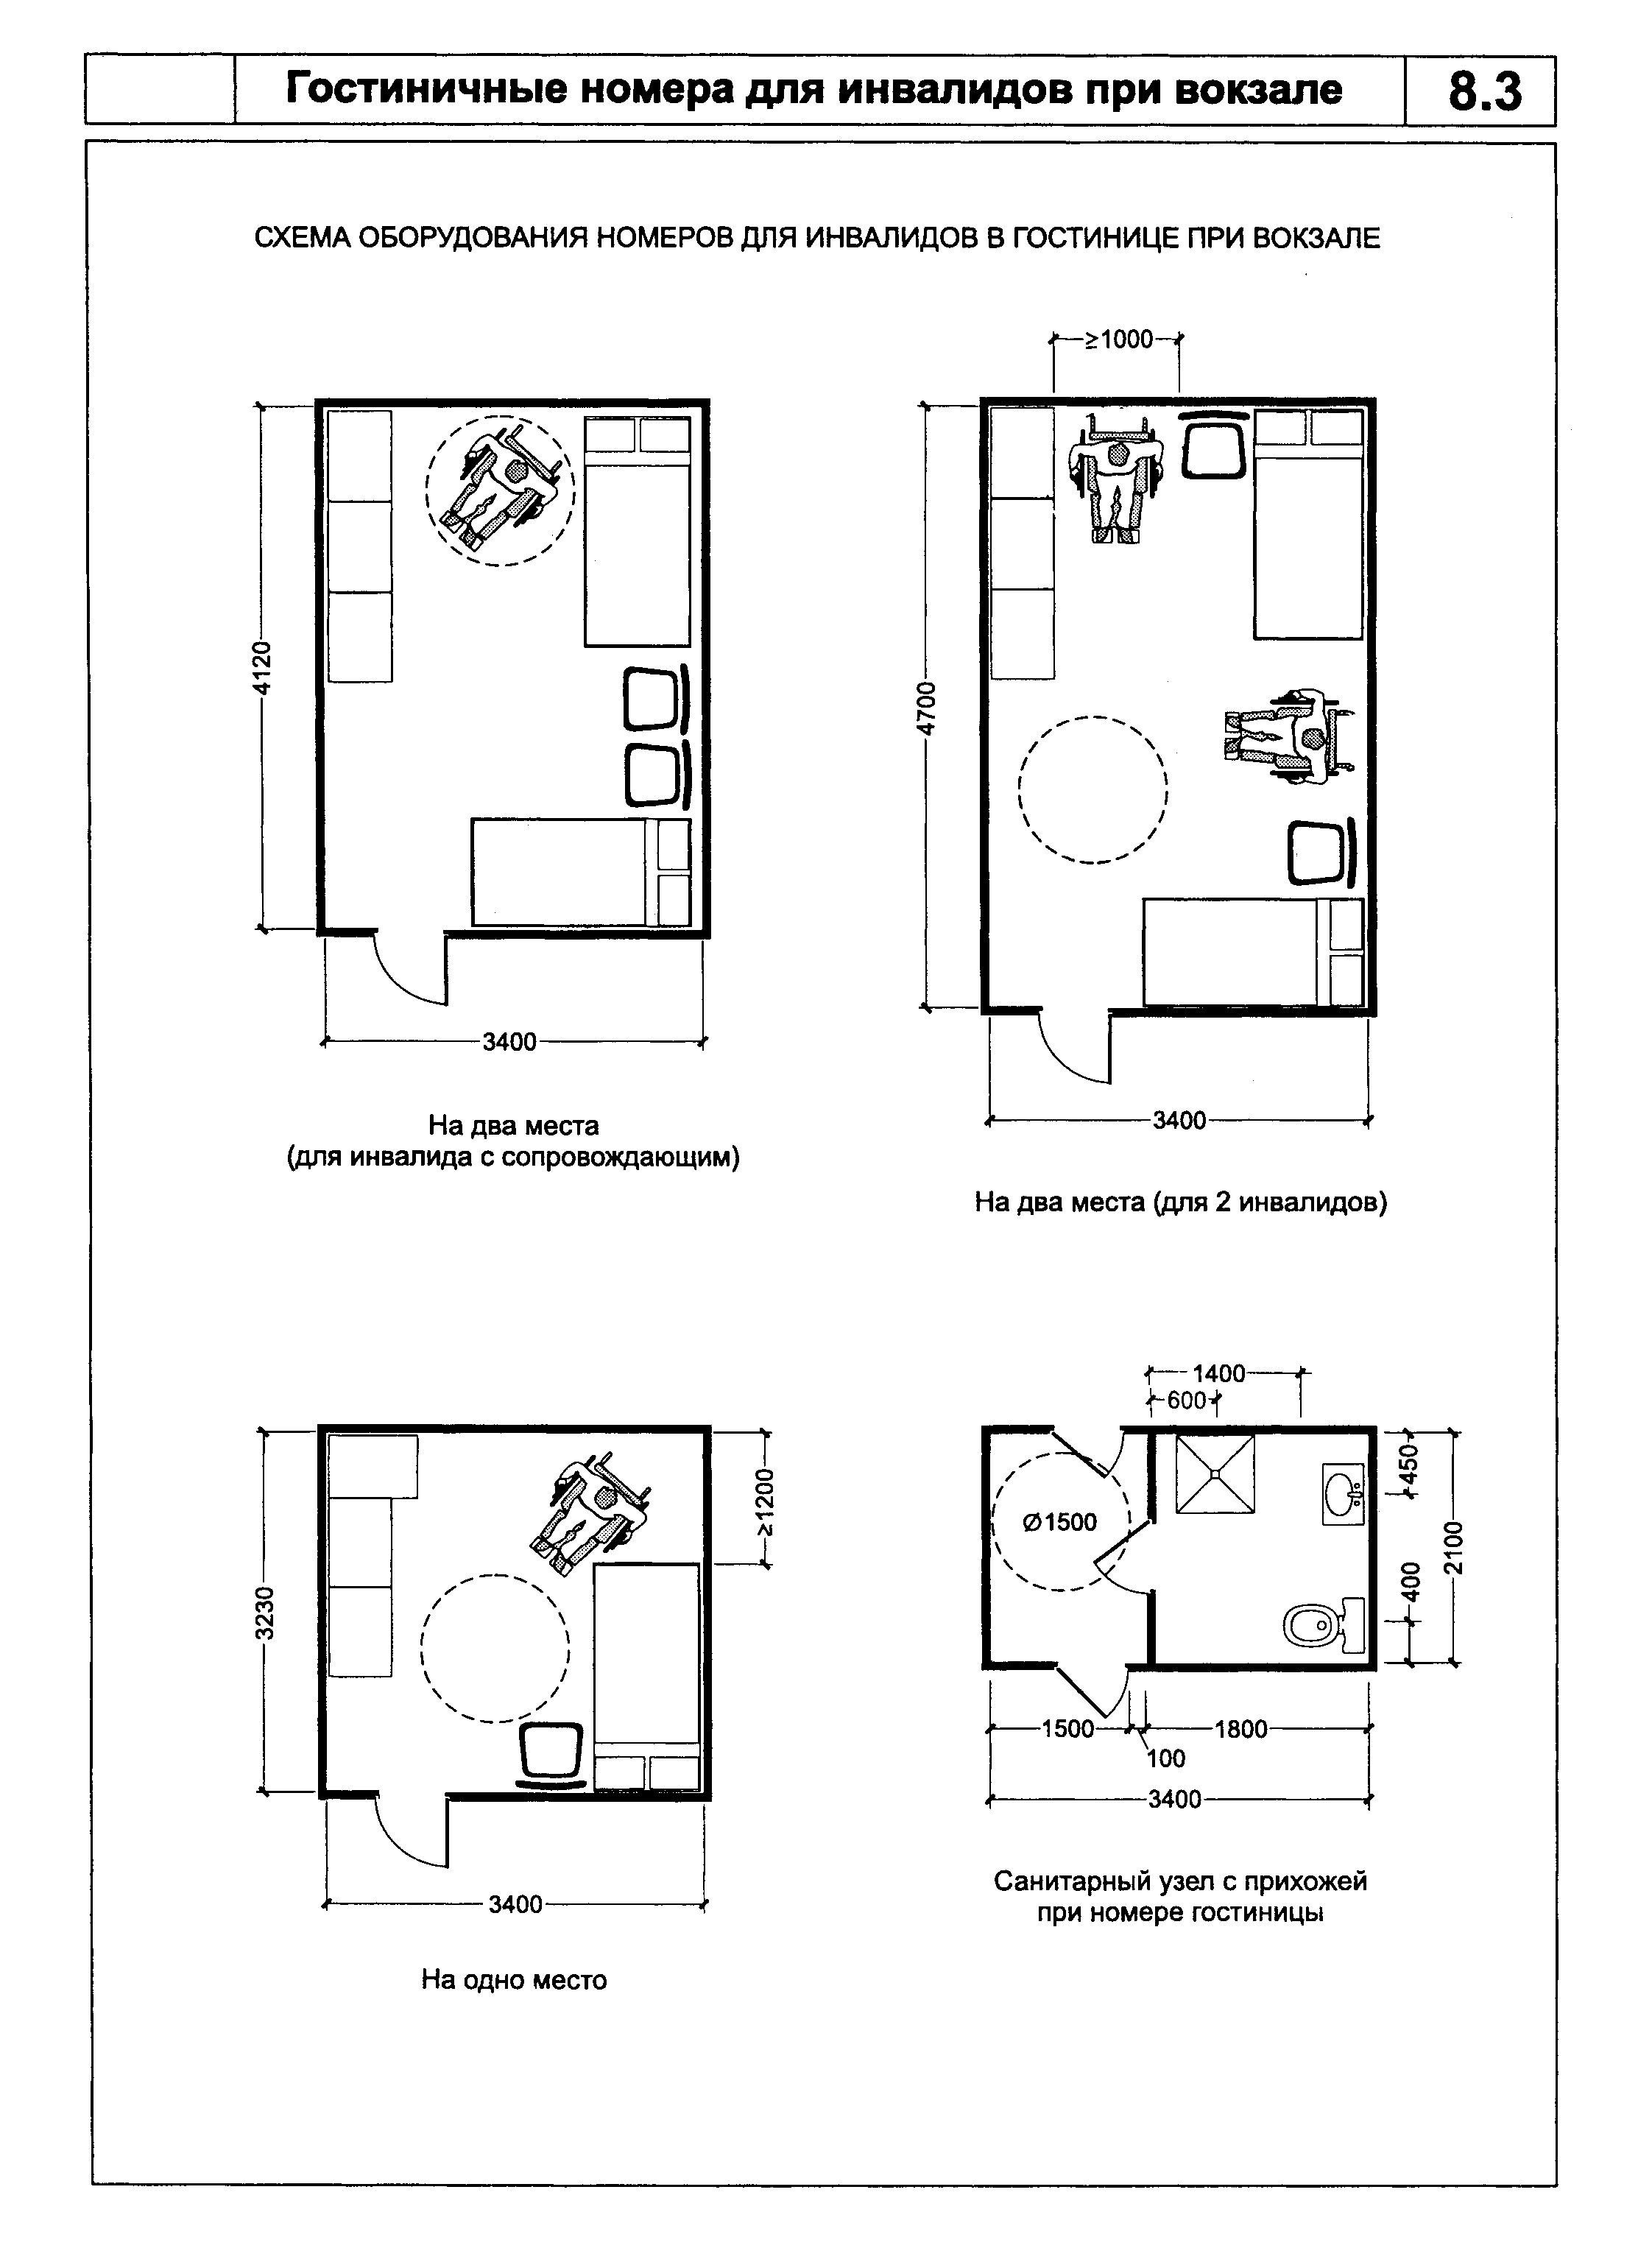 Гостиничные номера для инвалидов при вокзале
8.3
СХЕМА ОБОРУДОВАНИЯ НОМЕРОВ ДЛЯ ИНВАЛИДОВ В ГОСТИНИЦЕ ПРИ ВОКЗАЛЕ
4120
3400
На два места
(для инвалида с сопровождающим)
≥1000
4700
3400
На два места (для 2 инвалидов)
3230
≥1200
3400
На одно место
1400
600
450
Ø1500
2100
400
1500
1800
100
3400
Санитарный узел с прихожей
при номере гостиницы